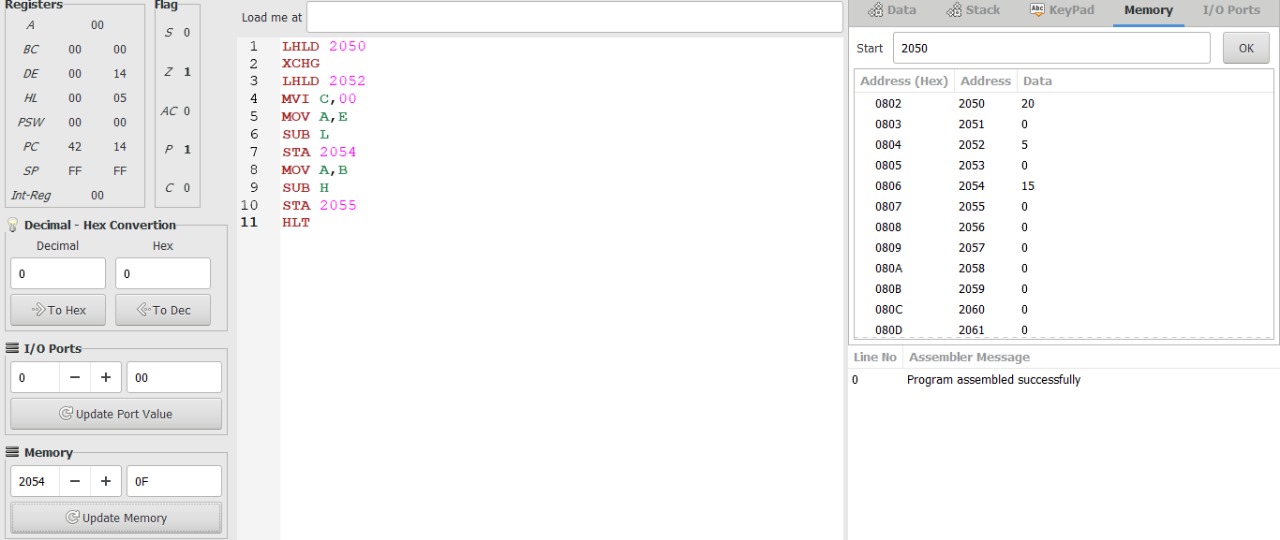 Registers
A 00
BC 00 00
DE 00 14
HL 00 05
PSW 00 00
PC 42 14
SP FF FF
Int-Reg 00
Flag
S 0
Z 1
AC 0
P 1
C 0
Decimal - Hex Convertion
Decimal Hex
0 0
To Hex To Dec
I/O Ports
0 − + 00
Update Port Value
Memory
2054 − + 0F
Update Memory
Load me at
1 LHLD 2050
2 XCHG
3 LHLD 2052
4 MVI C,00
5 MOV A,E
6 SUB L
7 STA 2054
8 MOV A,B
9 SUB H
10 STA 2055
11 HLT
Data Stack Abc KeyPad Memory I/O Ports
Start 2050 OK
Address (Hex) Address Data
0802 2050 20
0803 2051 0
0804 2052 5
0805 2053 0
0806 2054 15
0807 2055 0
0808 2056 0
0809 2057 0
080A 2058 0
080B 2059 0
080C 2060 0
080D 2061 0
Line No Assembler Message
0 Program assembled successfully